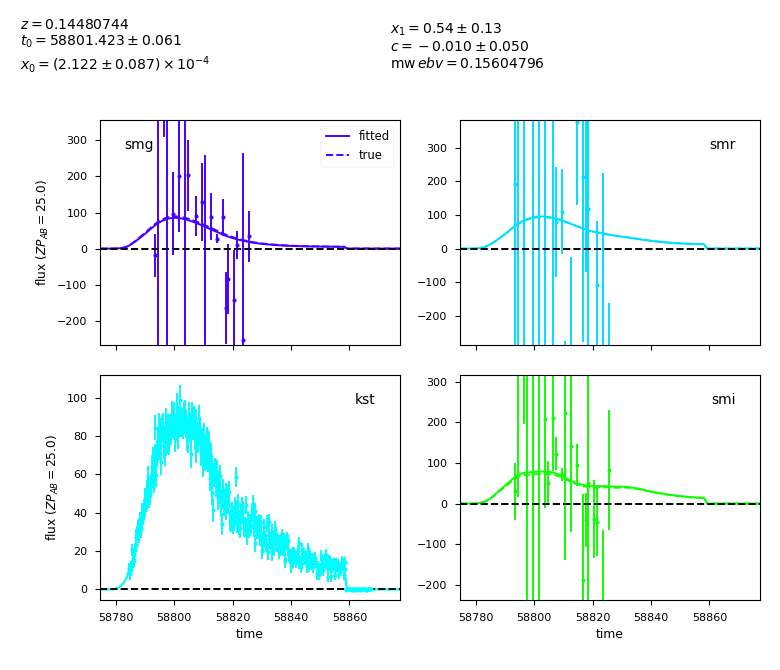 z = 0.14480744
t0 = 58801.423 ± 0.061
x0 = (2.122 ± 0.087) × 10^-4
x1 = 0.54 ± 0.13
c = −0.010 ± 0.050
mw ebv = 0.15604796
smg
fitted
true
flux (ZP_AB = 25.0)
300
200
100
0
−100
−200
smr
300
200
100
0
−100
−200
kst
flux (ZP_AB = 25.0)
100
80
60
40
20
0
58780 58800 58820 58840 58860
time
smi
300
200
100
0
−100
−200
58780 58800 58820 58840 58860
time